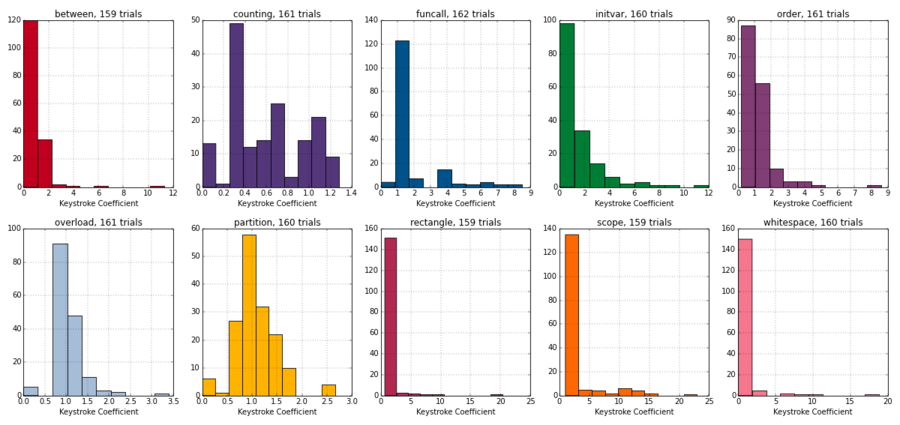 between, 159 trials
120
100
80
60
40
20
0
0 2 4 6 8 10 12
Keystroke Coefficient
counting, 161 trials
50
40
30
20
10
0
0.0 0.2 0.4 0.6 0.8 1.0 1.2 1.4
Keystroke Coefficient
funcall, 162 trials
140
120
100
80
60
40
20
0
0 1 2 3 4 5 6 7 8 9
Keystroke Coefficient
initvar, 160 trials
100
80
60
40
20
0
0 2 4 6 8 10 12
Keystroke Coefficient
order, 161 trials
90
80
70
60
50
40
30
20
10
0
0 1 2 3 4 5 6 7 8 9
Keystroke Coefficient
overload, 161 trials
100
80
60
40
20
0
0.0 0.5 1.0 1.5 2.0 2.5 3.0 3.5
Keystroke Coefficient
partition, 160 trials
60
50
40
30
20
10
0
0.0 0.5 1.0 1.5 2.0 2.5 3.0
Keystroke Coefficient
rectangle, 159 trials
160
140
120
100
80
60
40
20
0
0 5 10 15 20 25
Keystroke Coefficient
scope, 159 trials
140
120
100
80
60
40
20
0
0 5 10 15 20 25
Keystroke Coefficient
whitespace, 160 trials
160
140
120
100
80
60
40
20
0
0 5 10 15 20
Keystroke Coefficient